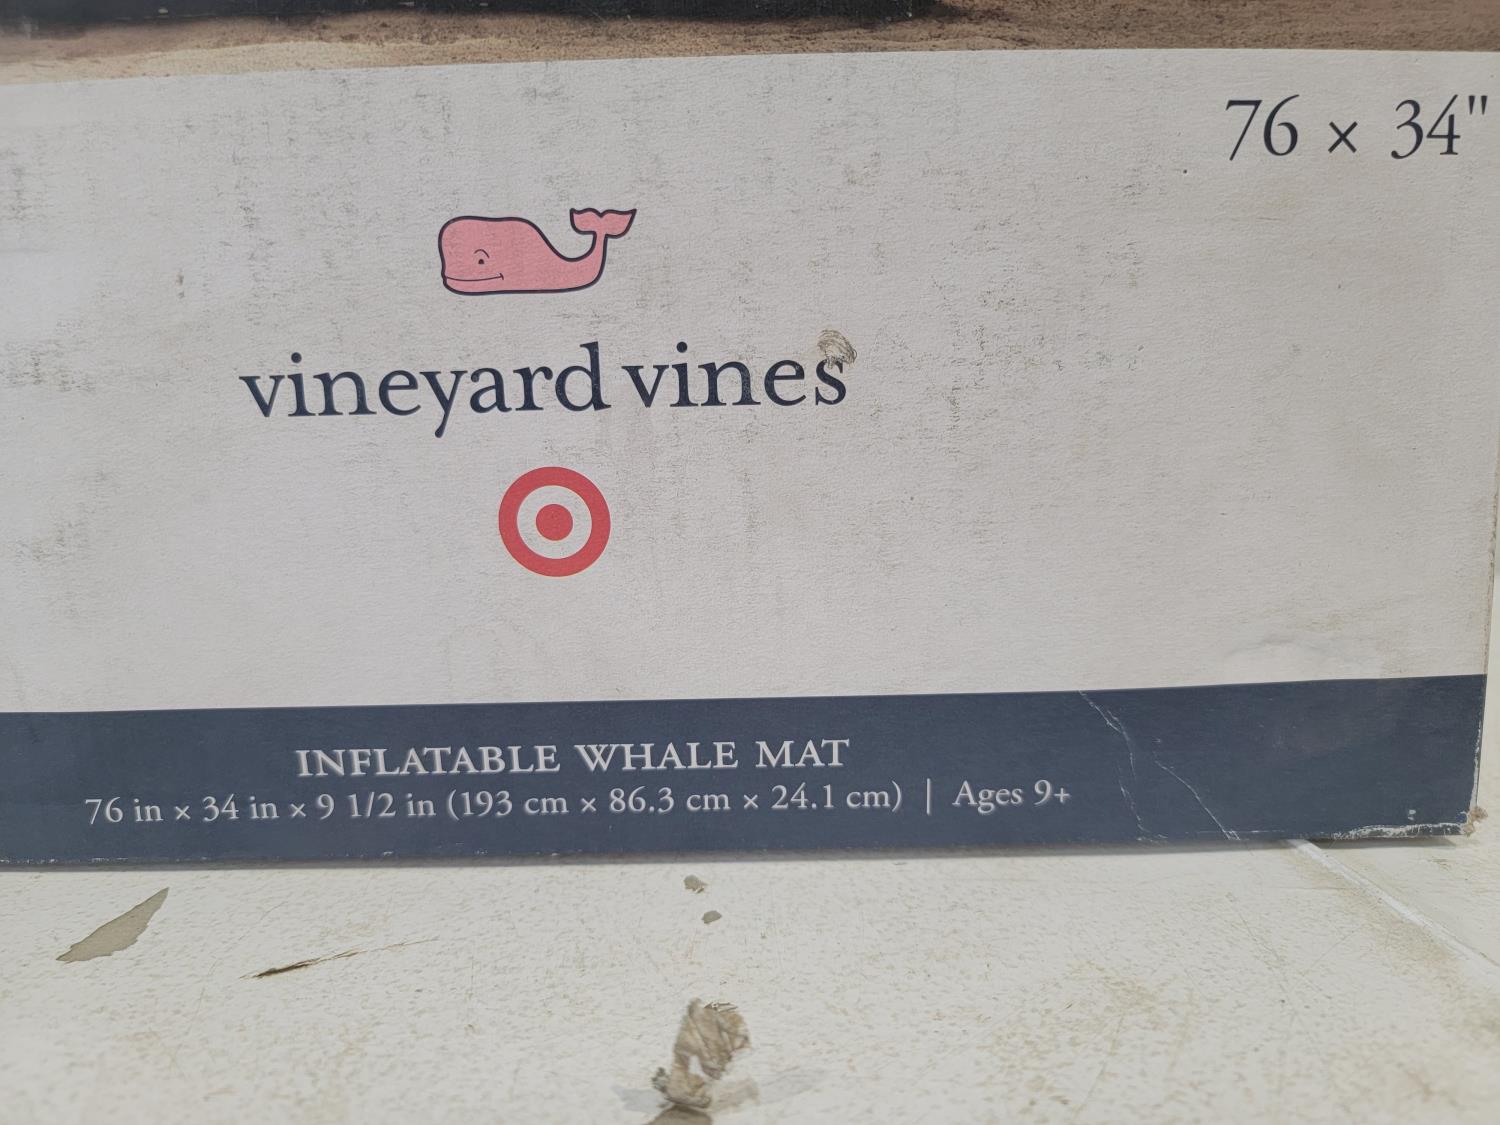 76 × 34"
vineyard vines
INFLATABLE WHALE MAT
76 in × 34 in × 9 1/2 in (193 cm × 86.3 cm × 24.1 cm) | Ages 9+